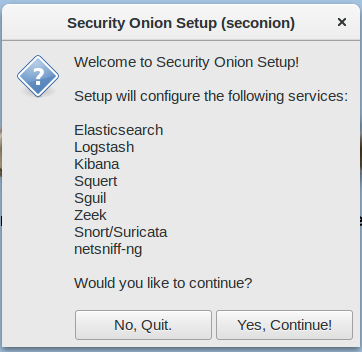 Security Onion Setup (seconion)
Welcome to Security Onion Setup!
Setup will configure the following services:
Elasticsearch
Logstash
Kibana
Squert
Sguil
Zeek
Snort/Suricata
netsniff-ng
Would you like to continue?
No, Quit.
Yes, Continue!